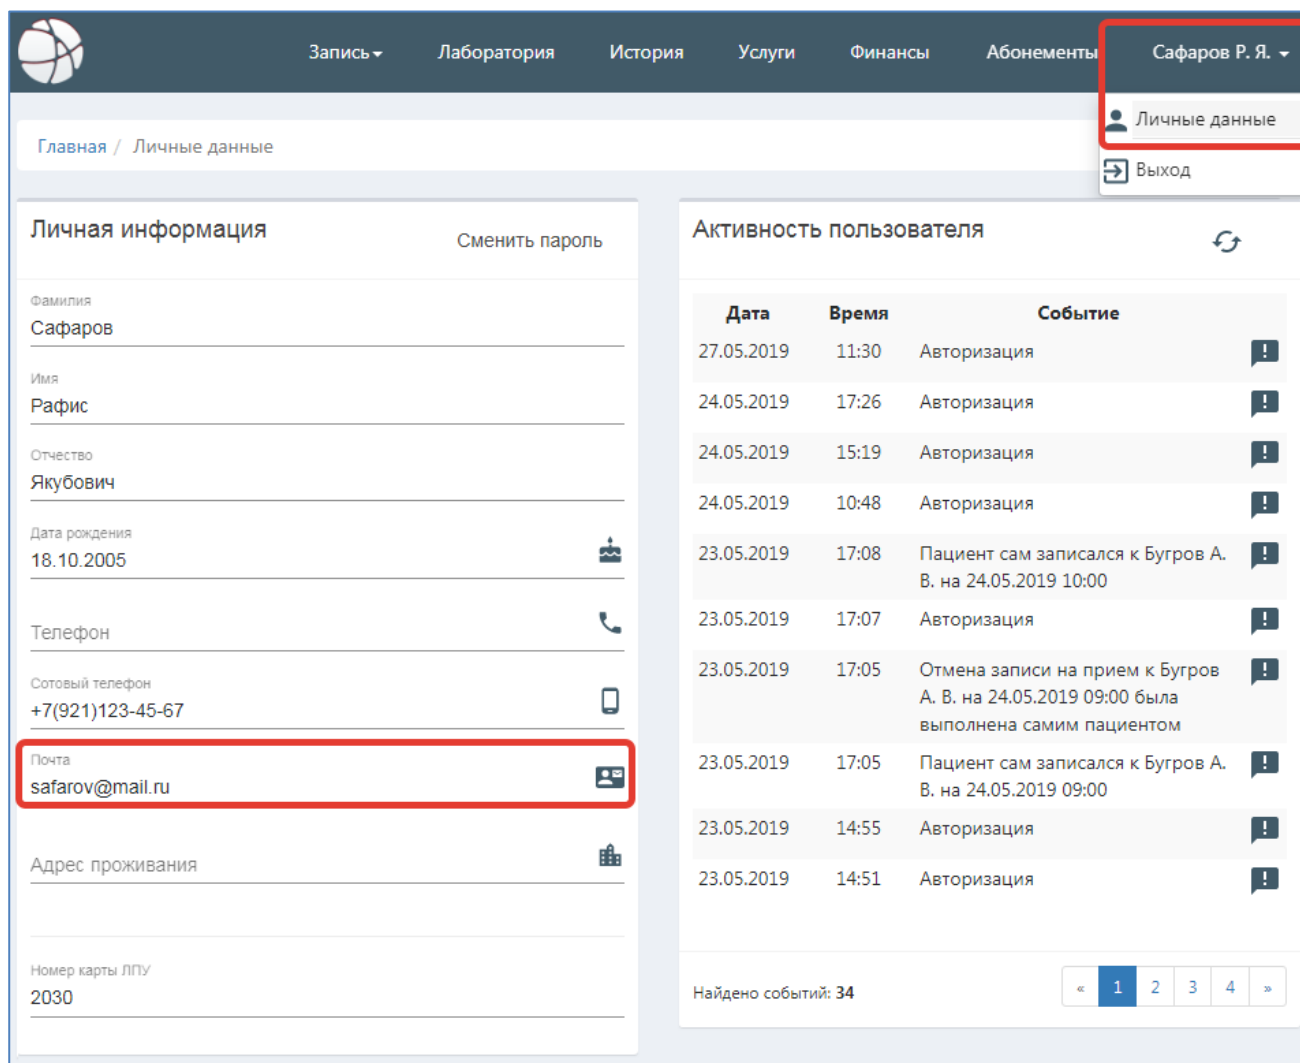 Запись Лаборатория История Услуги Финансы Абонементы Сафаров Р. Я.
Личные данные
Выход
Главная / Личные данные
Личная информация
Сменить пароль
Фамилия
Сафаров
Имя
Рафис
Отчество
Якубович
Дата рождения
18.10.2005
Телефон
Сотовый телефон
+7(921)123-45-67
Почта
safarov@mail.ru
Адрес проживания
Номер карты ЛПУ
2030
Активность пользователя
Дата Время Событие
27.05.2019 11:30 Авторизация
24.05.2019 17:26 Авторизация
24.05.2019 15:19 Авторизация
24.05.2019 10:48 Авторизация
23.05.2019 17:08 Пациент сам записался к Бугров А.
В. на 24.05.2019 10:00
23.05.2019 17:07 Авторизация
23.05.2019 17:05 Отмена записи на прием к Бугров
А. В. на 24.05.2019 09:00 была
выполнена самим пациентом
23.05.2019 17:05 Пациент сам записался к Бугров А.
В. на 24.05.2019 09:00
23.05.2019 14:55 Авторизация
23.05.2019 14:51 Авторизация
Найдено событий: 34
« 1 2 3 4 »